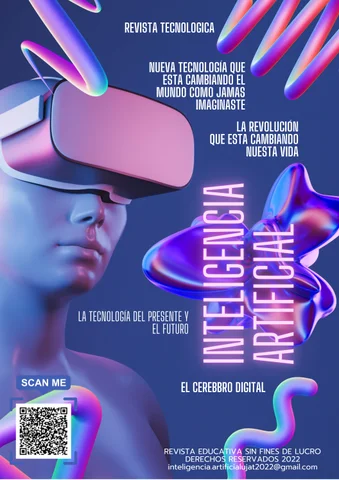 REVISTA TECNOLOGICA
NUEVA TECNOLOGÍA QUE
ESTA CAMBIANDO EL
MUNDO COMO JAMAS
IMAGINASTE
LA REVOLUCIÓN
QUE ESTA CAMBIANDO
NUESTA VIDA
INTELIGENCIA
ARTIFICIAL
LA TECNOLOGÍA DEL PRESENTE Y
EL FUTURO
SCAN ME
EL CEREBBRO DIGITAL
REVISTA EDUCATIVA SIN FINES DE LUCRO
DERECHOS RESERVADOS 2022
inteligencia.artificialujat2022@gmail.com